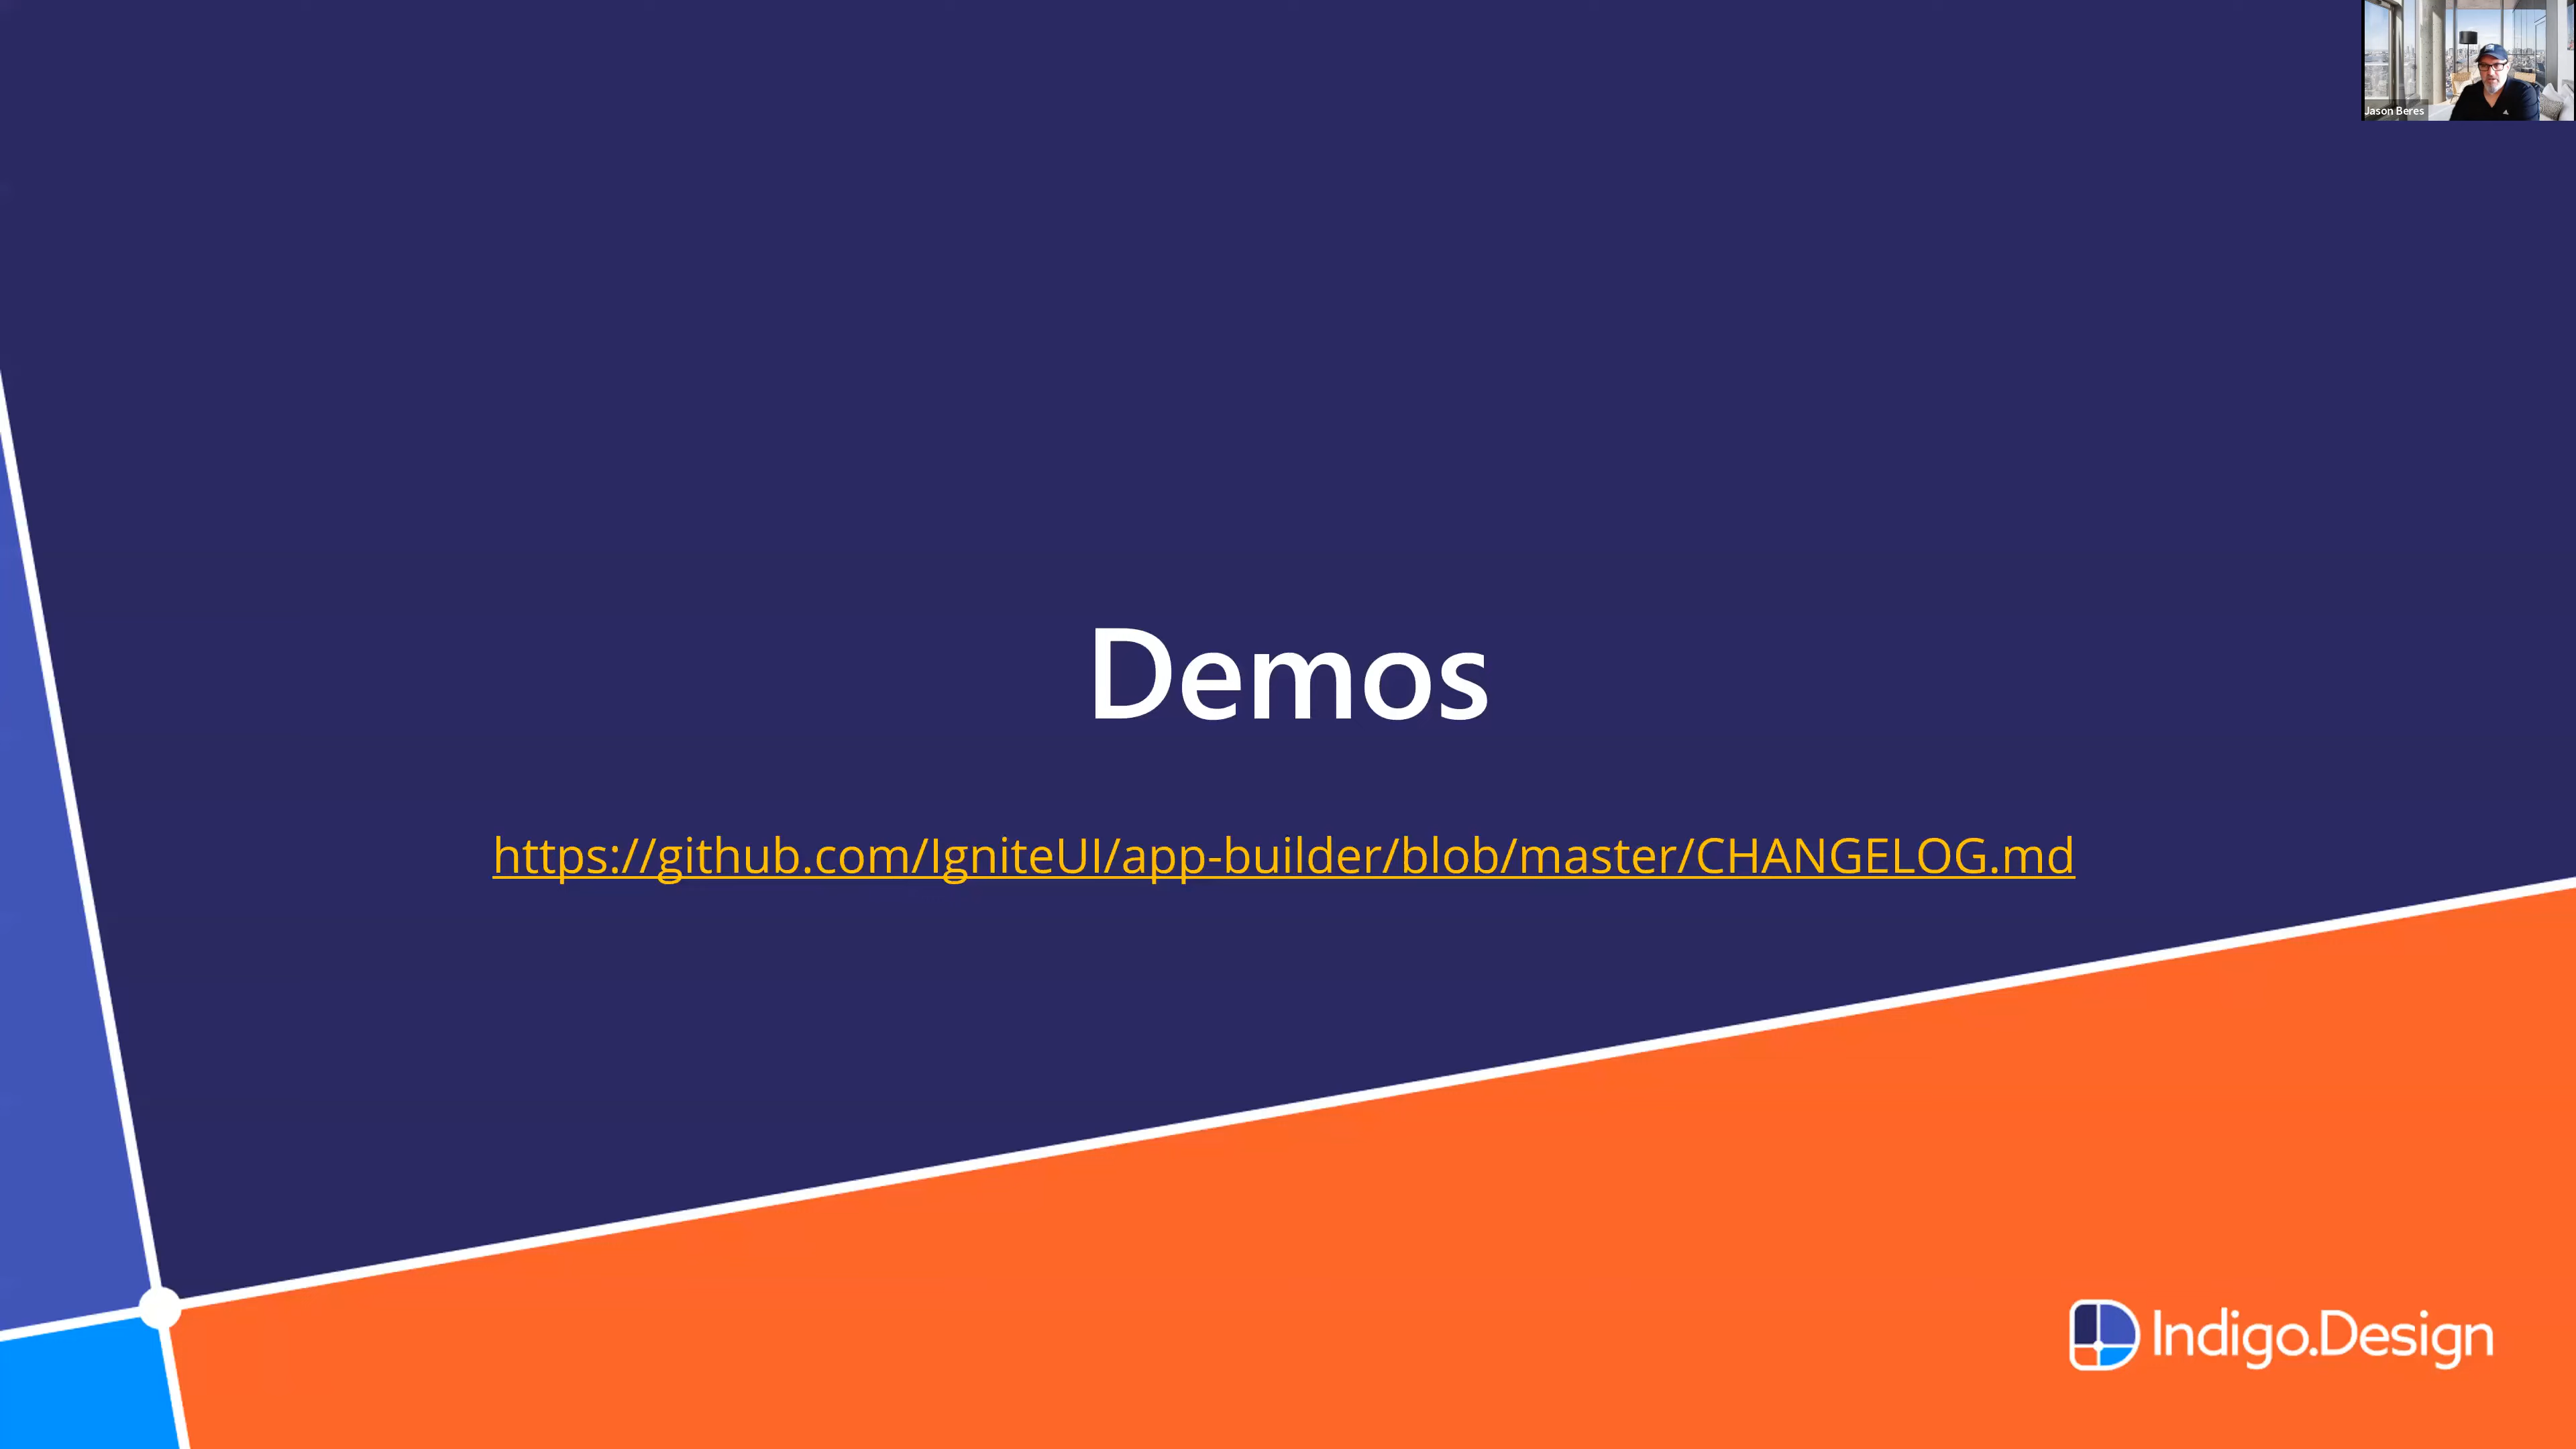 Jason Beres
Demos
https://github.com/IgniteUI/app-builder/blob/master/CHANGELOG.md
Indigo.Design